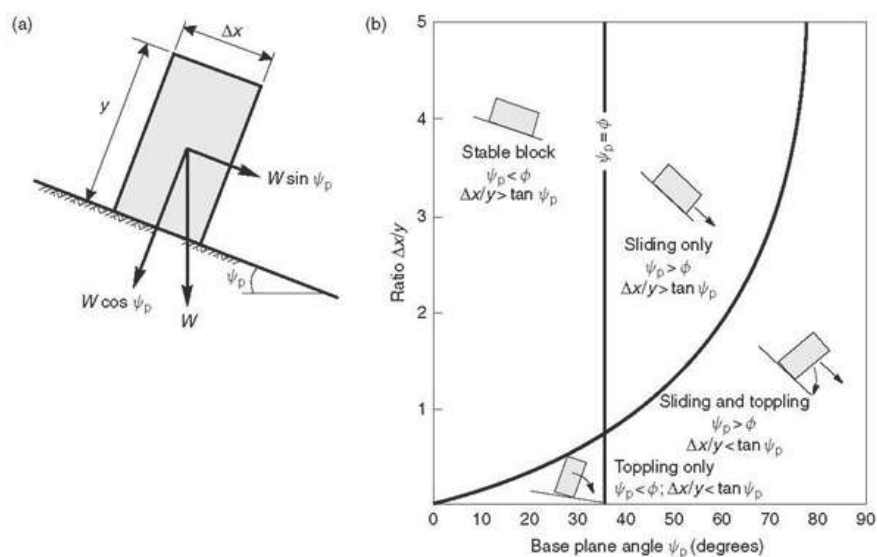 (a)
Δx
y
W sin ψp
ψp
W cos ψp
W
(b)
5
4
3
2
1
0
Ratio Δx/y
ψp = ϕ
Stable block
ψp < ϕ
Δx/y > tan ψp
Sliding only
ψp > ϕ
Δx/y > tan ψp
Sliding and toppling
ψp > ϕ
Δx/y < tan ψp
Toppling only
ψp < ϕ; Δx/y < tan ψp
10 20 30 40 50 60 70 80 90
Base plane angle ψp (degrees)